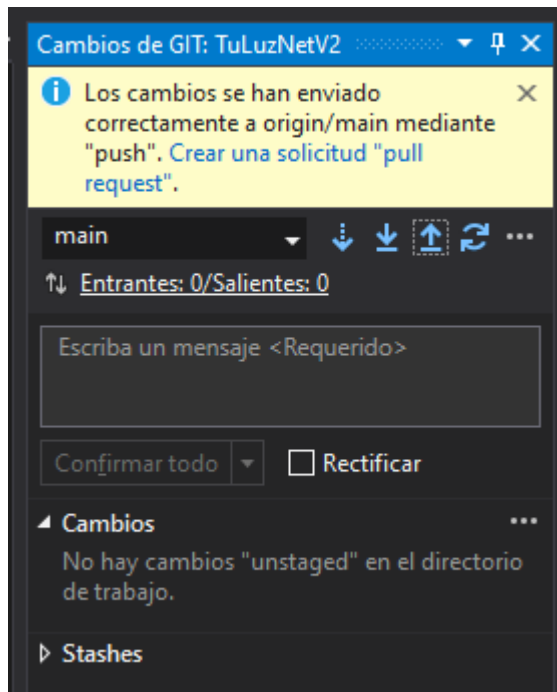 Cambios de GIT: TuLuzNetV2
Los cambios se han enviado
correctamente a origin/main mediante
"push". Crear una solicitud "pull
request".
main
Entrantes: 0/Salientes: 0
Escriba un mensaje <Requerido>
Confirmar todo
Rectificar
Cambios
No hay cambios "unstaged" en el directorio
de trabajo.
Stashes